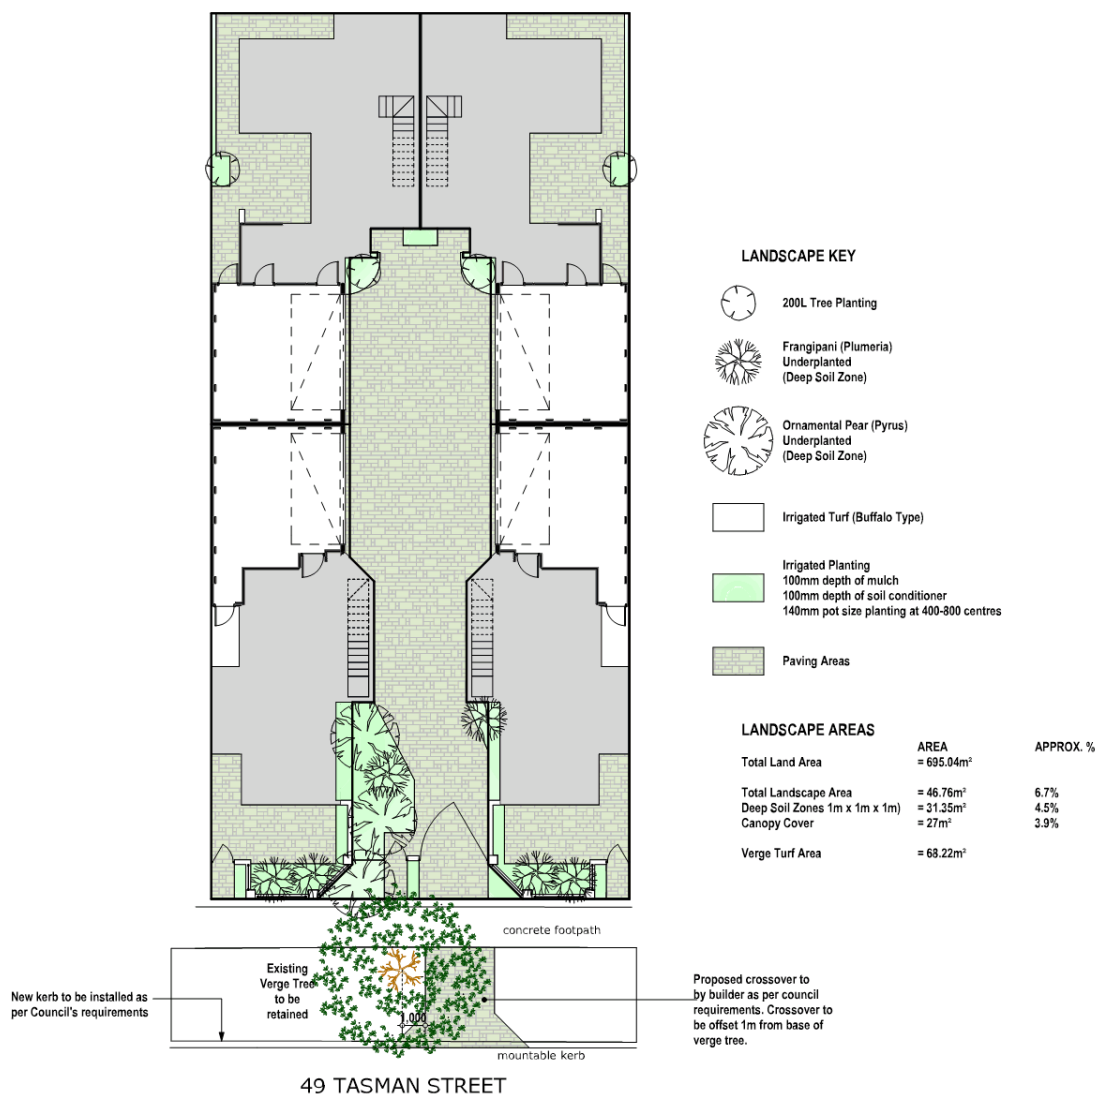 LANDSCAPE KEY
200L Tree Planting
Frangipani (Plumeria)
Underplanted
(Deep Soil Zone)
Ornamental Pear (Pyrus)
Underplanted
(Deep Soil Zone)
Irrigated Turf (Buffalo Type)
Irrigated Planting
100mm depth of mulch
100mm depth of soil conditioner
140mm pot size planting at 400-800 centres
Paving Areas
LANDSCAPE AREAS
AREA APPROX. %
Total Land Area = 695.04m²
Total Landscape Area = 46.76m² 6.7%
Deep Soil Zones 1m x 1m x 1m) = 31.35m² 4.5%
Canopy Cover = 27m² 3.9%
Verge Turf Area = 68.22m²
concrete footpath
Existing
Verge Tree
to be
retained
New kerb to be installed as
per Council's requirements
1.000
Proposed crossover to
by builder as per council
requirements. Crossover to
be offset 1m from base of
verge tree.
mountable kerb
49 TASMAN STREET